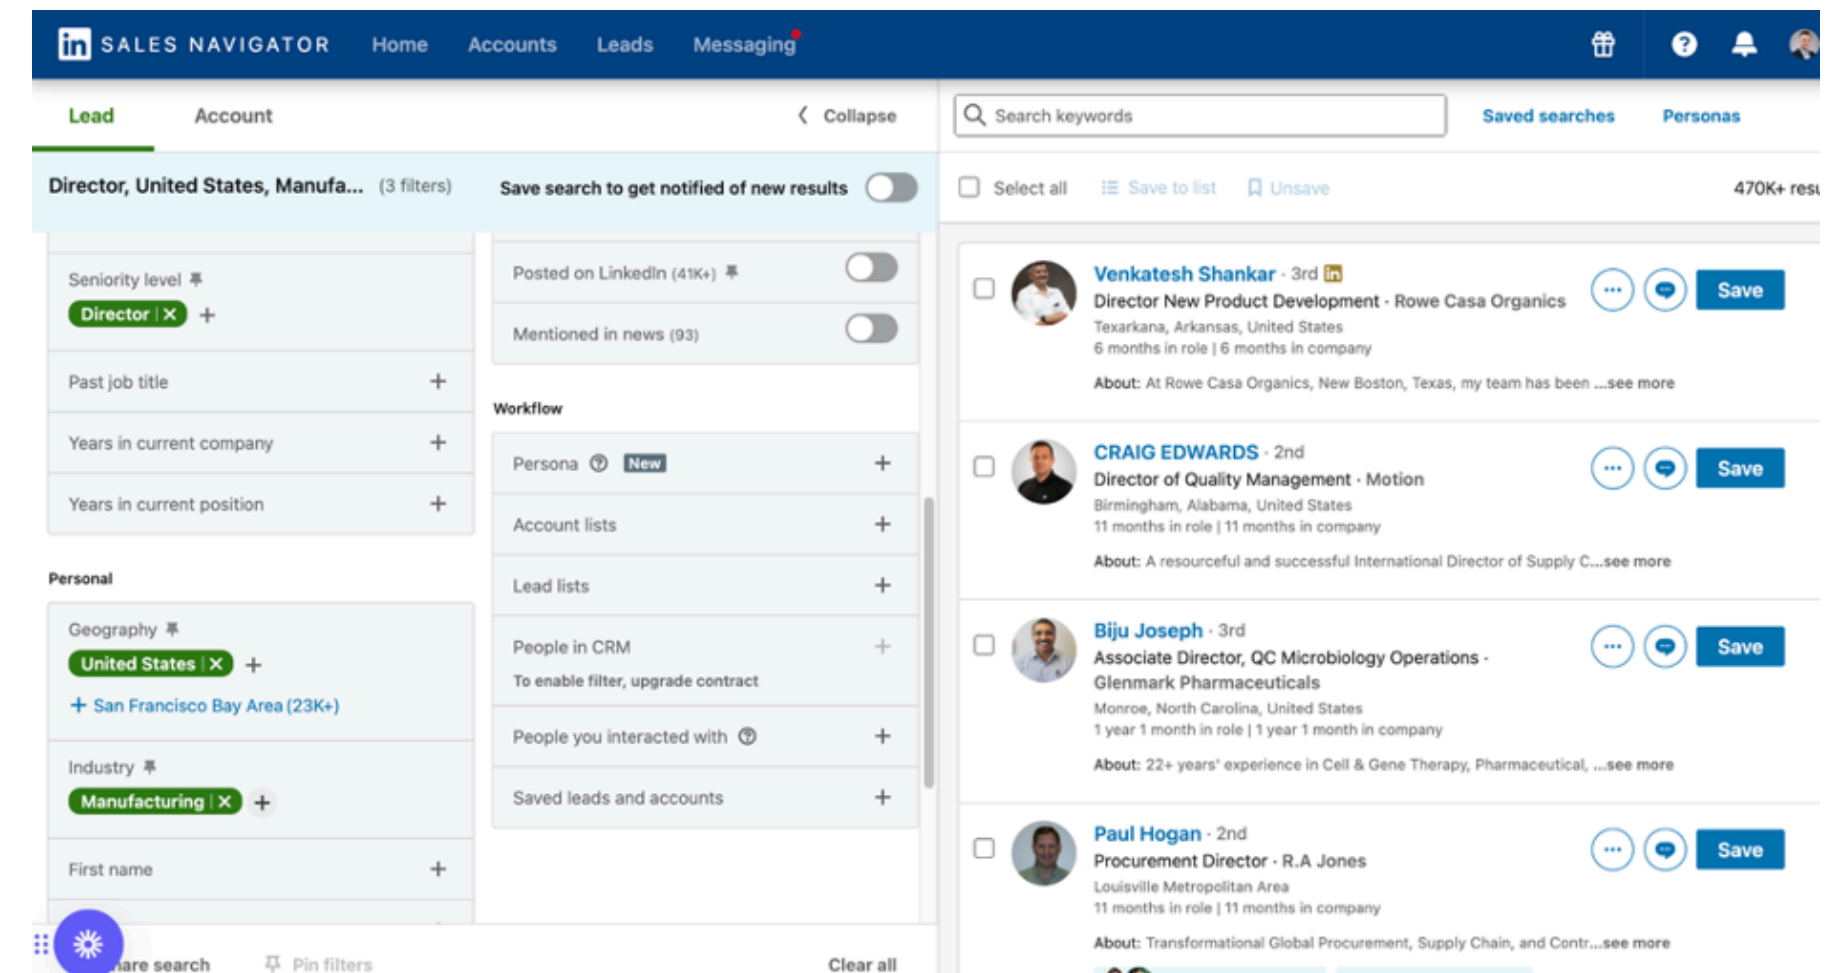 in SALES NAVIGATOR Home Accounts Leads Messaging
Lead Account Collapse
Director, United States, Manufa... (3 filters) Save search to get notified of new results
Seniority level
Director
Past job title
Years in current company
Years in current position
Personal
Geography
United States
San Francisco Bay Area (23K+)
Industry
Manufacturing
First name
Posted on LinkedIn (41K+)
Mentioned in news (93)
Workflow
Persona New
Account lists
Lead lists
People in CRM
To enable filter, upgrade contract
People you interacted with
Saved leads and accounts
hare search Pin filters Clear all
Search keywords Saved searches Personas
Select all Save to list Unsave 470K+ resu
Venkatesh Shankar · 3rd in
Director New Product Development · Rowe Casa Organics
Texarkana, Arkansas, United States
6 months in role | 6 months in company
About: At Rowe Casa Organics, New Boston, Texas, my team has been ...see more
Save
CRAIG EDWARDS · 2nd
Director of Quality Management · Motion
Birmingham, Alabama, United States
11 months in role | 11 months in company
About: A resourceful and successful International Director of Supply C...see more
Save
Biju Joseph · 3rd
Associate Director, QC Microbiology Operations ·
Glenmark Pharmaceuticals
Monroe, North Carolina, United States
1 year 1 month in role | 1 year 1 month in company
About: 22+ years' experience in Cell & Gene Therapy, Pharmaceutical, ...see more
Save
Paul Hogan · 2nd
Procurement Director · R.A Jones
Louisville Metropolitan Area
11 months in role | 11 months in company
About: Transformational Global Procurement, Supply Chain, and Contr...see more
Save